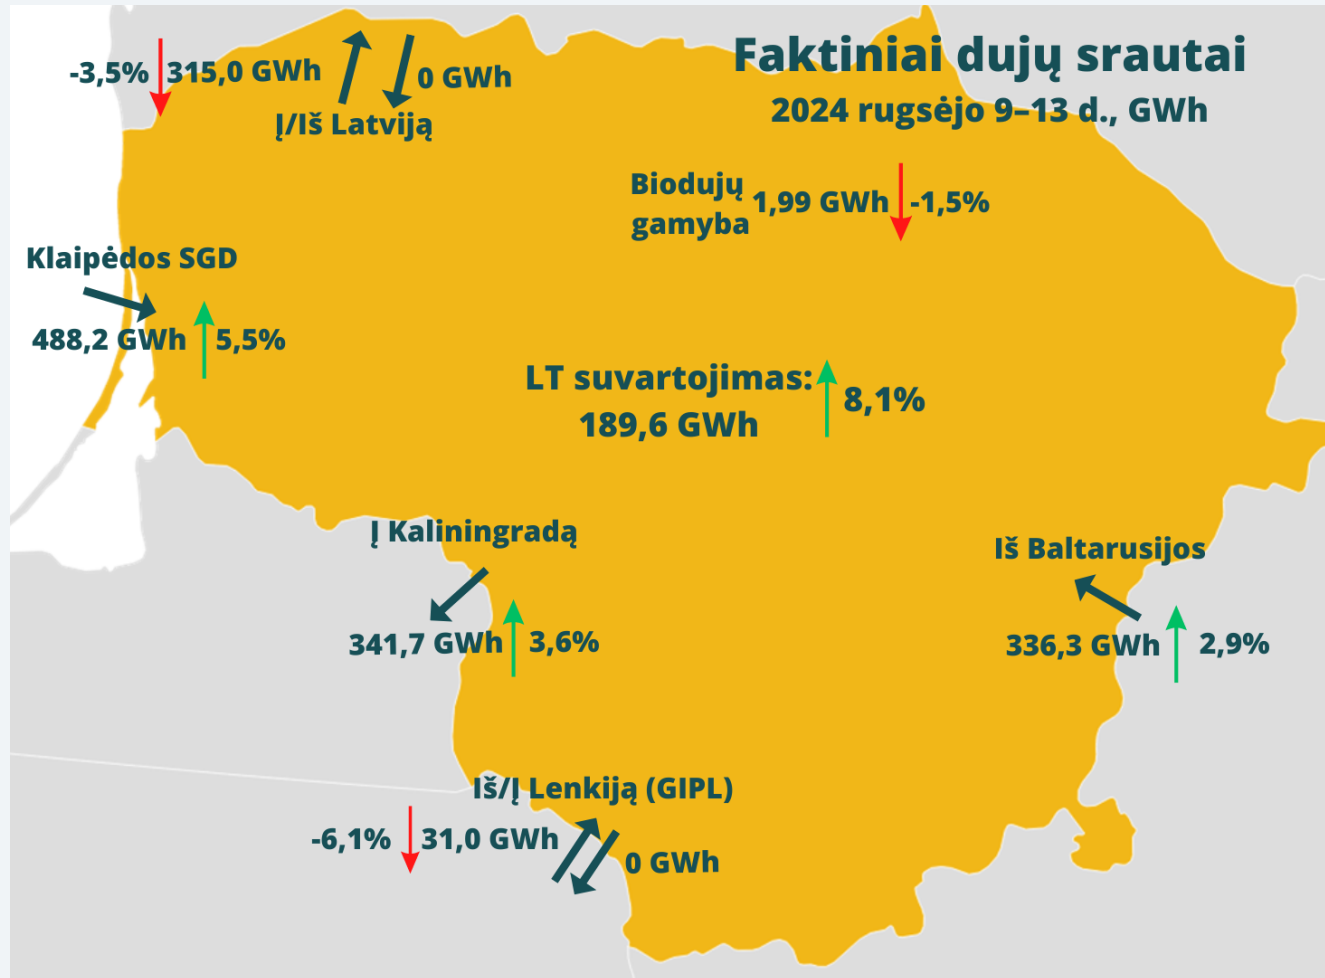 Faktiniai dujų srautai
2024 rugsėjo 9–13 d., GWh
-3,5% 315,0 GWh
0 GWh
Į/Iš Latviją
Biodujų
gamyba
1,99 GWh -1,5%
Klaipėdos SGD
488,2 GWh 5,5%
LT suvartojimas:
189,6 GWh
8,1%
Į Kaliningradą
341,7 GWh 3,6%
Iš Baltarusijos
336,3 GWh 2,9%
Iš/Į Lenkiją (GIPL)
-6,1% 31,0 GWh
0 GWh